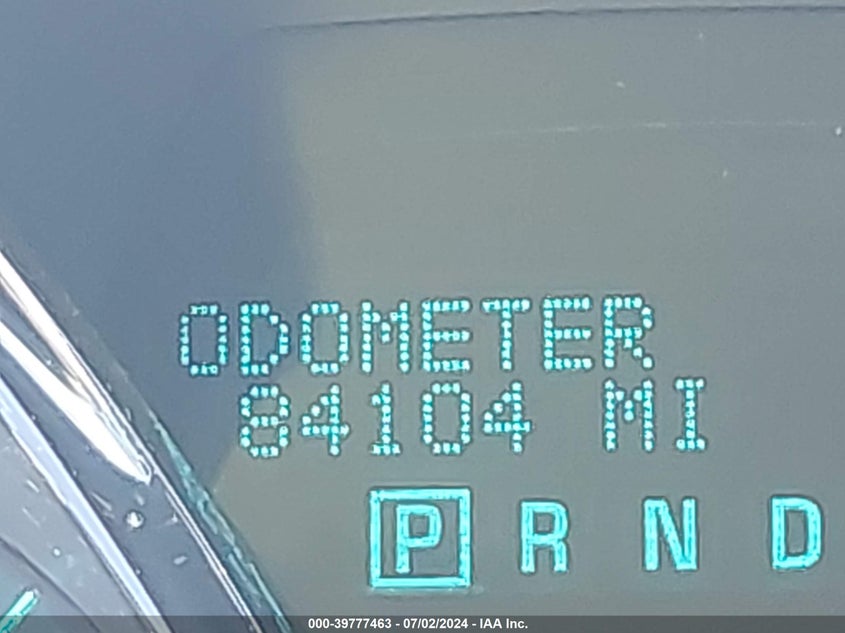 ODOMETER
84104 MI
P R N D
000-39777463 - 07/02/2024 - IAA Inc.